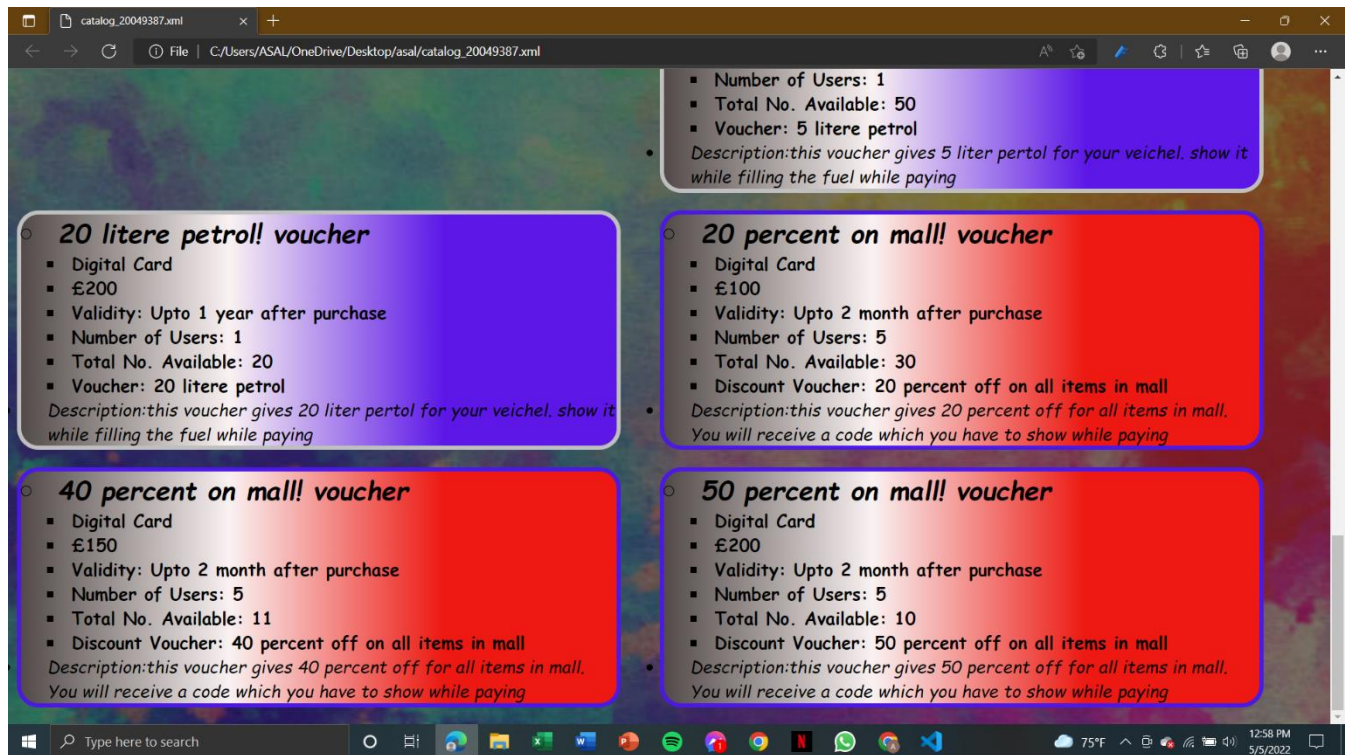 catalog_20049387.xml
File | C:/Users/ASAL/OneDrive/Desktop/asal/catalog_20049387.xml
Number of Users: 1
Total No. Available: 50
Voucher: 5 litere petrol
Description:this voucher gives 5 liter pertol for your veichel. show it
while filling the fuel while paying
20 litere petrol! voucher
Digital Card
£200
Validity: Upto 1 year after purchase
Number of Users: 1
Total No. Available: 20
Voucher: 20 litere petrol
Description:this voucher gives 20 liter pertol for your veichel. show it
while filling the fuel while paying
20 percent on mall! voucher
Digital Card
£100
Validity: Upto 2 month after purchase
Number of Users: 5
Total No. Available: 30
Discount Voucher: 20 percent off on all items in mall
Description:this voucher gives 20 percent off for all items in mall.
You will receive a code which you have to show while paying
40 percent on mall! voucher
Digital Card
£150
Validity: Upto 2 month after purchase
Number of Users: 5
Total No. Available: 11
Discount Voucher: 40 percent off on all items in mall
Description:this voucher gives 40 percent off for all items in mall.
You will receive a code which you have to show while paying
50 percent on mall! voucher
Digital Card
£200
Validity: Upto 2 month after purchase
Number of Users: 5
Total No. Available: 10
Discount Voucher: 50 percent off on all items in mall
Description:this voucher gives 50 percent off for all items in mall.
You will receive a code which you have to show while paying
Type here to search
75°F
12:58 PM
5/5/2022